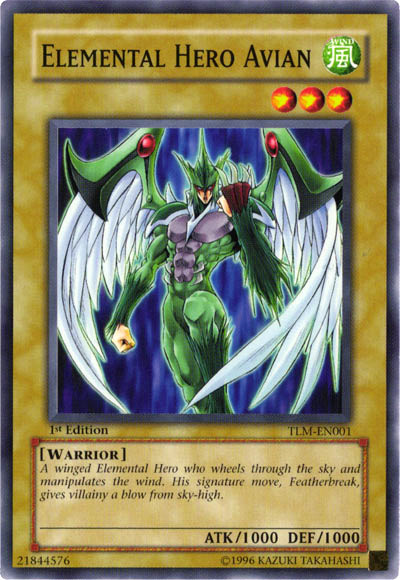 ELEMENTAL HERO AVIAN
WIND
風
1st Edition
TLM-EN001
[WARRIOR]
A winged Elemental Hero who wheels through the sky and
manipulates the wind. His signature move, Featherbreak,
gives villainy a blow from sky-high.
ATK/1000 DEF/1000
21844576
©1996 KAZUKI TAKAHASHI